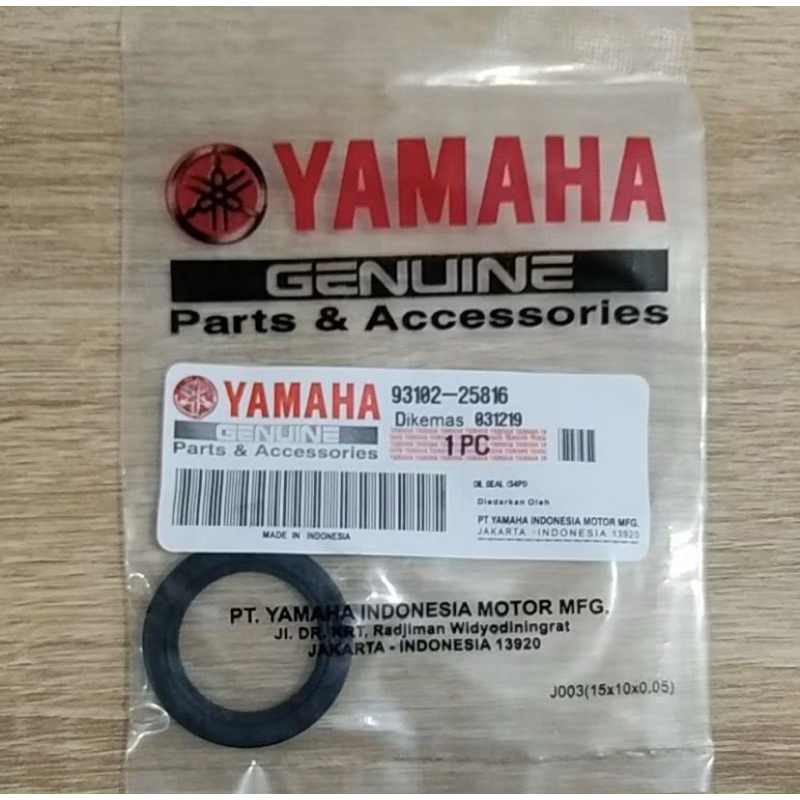 YAMAHA
GENUINE
Parts & Accessories
YAMAHA
GENUINE
Parts & Accessories
93102-25816
Dikemas 031219
1 PC
OIL SEAL (S4P1)
Diedarkan Oleh
PT YAMAHA INDONESIA MOTOR MFG.
JAKARTA - INDONESIA 13920
MADE IN INDONESIA
PT. YAMAHA INDONESIA MOTOR MFG.
Jl. DR. KRT. Radjiman Widyodiningrat
JAKARTA - INDONESIA 13920
J003(15x10x0.05)